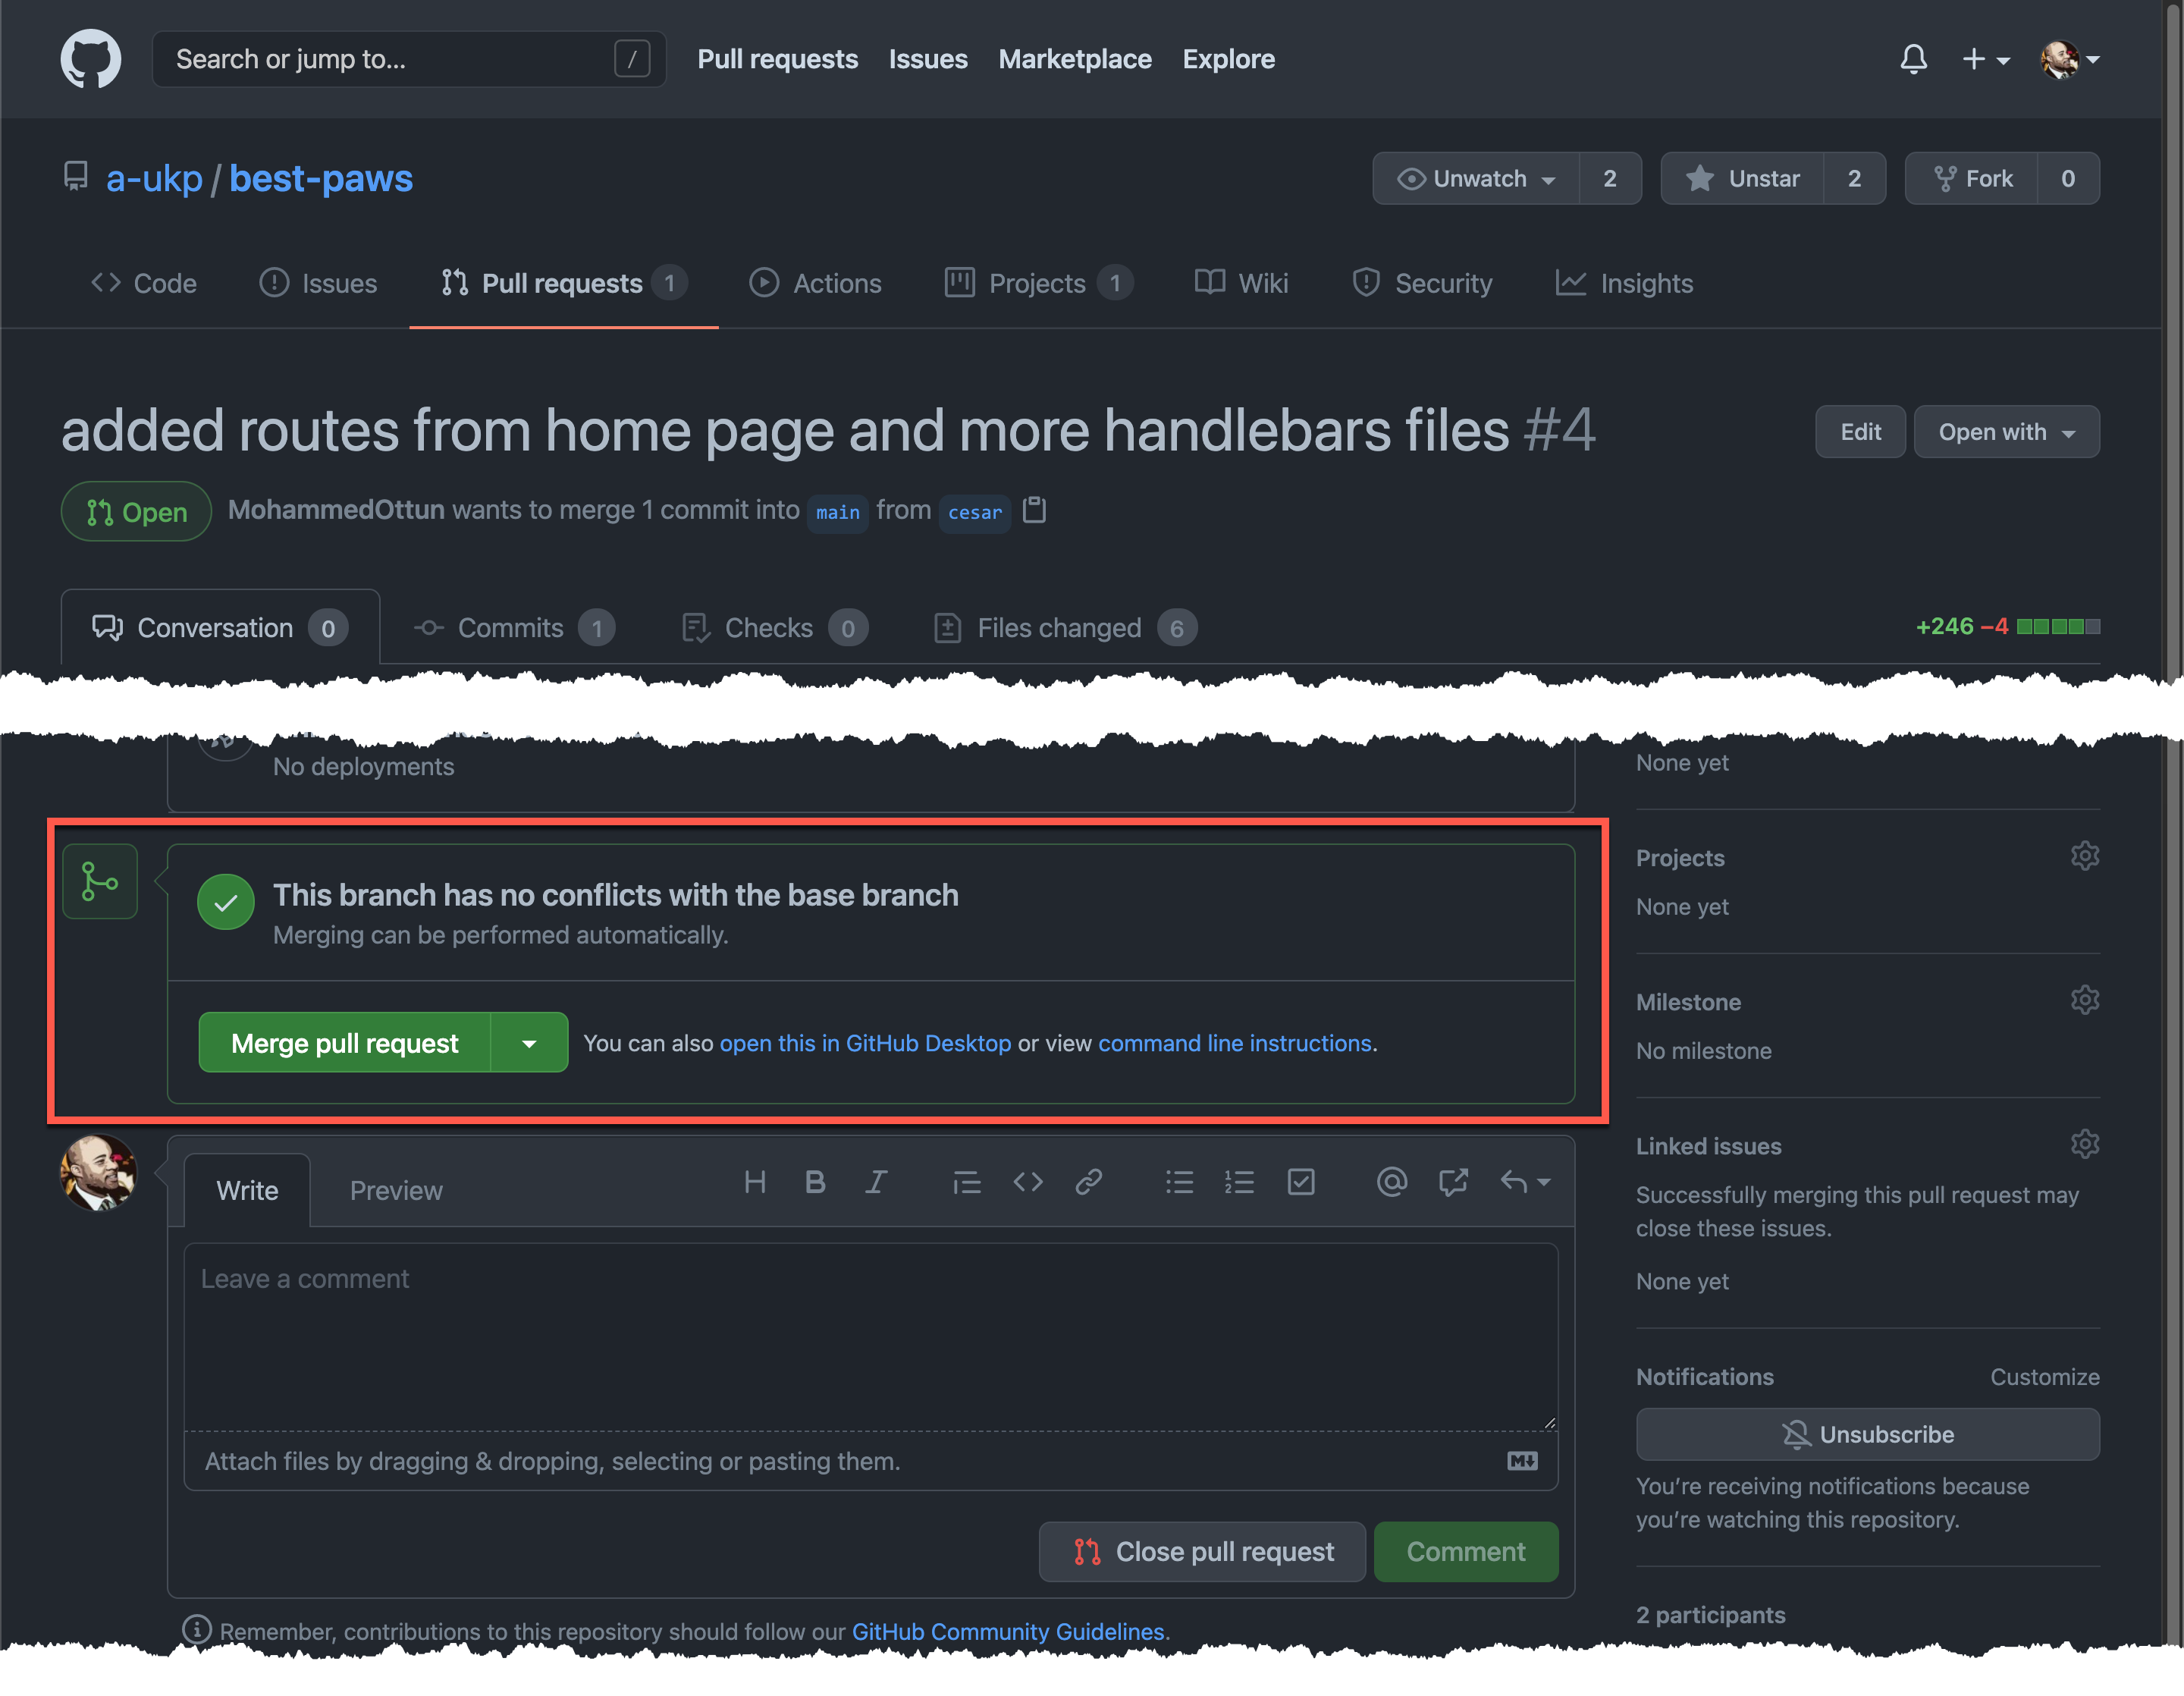 Search or jump to... /
Pull requests Issues Marketplace Explore
a-ukp / best-paws
Unwatch 2 Unstar 2 Fork 0
Code Issues Pull requests 1 Actions Projects 1 Wiki Security Insights
added routes from home page and more handlebars files #4
Edit Open with
Open MohammedOttun wants to merge 1 commit into main from cesar
Conversation 0 Commits 1 Checks 0 Files changed 6 +246 −4
No deployments
This branch has no conflicts with the base branch
Merging can be performed automatically.
Merge pull request You can also open this in GitHub Desktop or view command line instructions.
Write Preview
Leave a comment
Attach files by dragging & dropping, selecting or pasting them.
Close pull request Comment
Remember, contributions to this repository should follow our GitHub Community Guidelines.
None yet
Projects
None yet
Milestone
No milestone
Linked issues
Successfully merging this pull request may
close these issues.
None yet
Notifications Customize
Unsubscribe
You’re receiving notifications because
you’re watching this repository.
2 participants